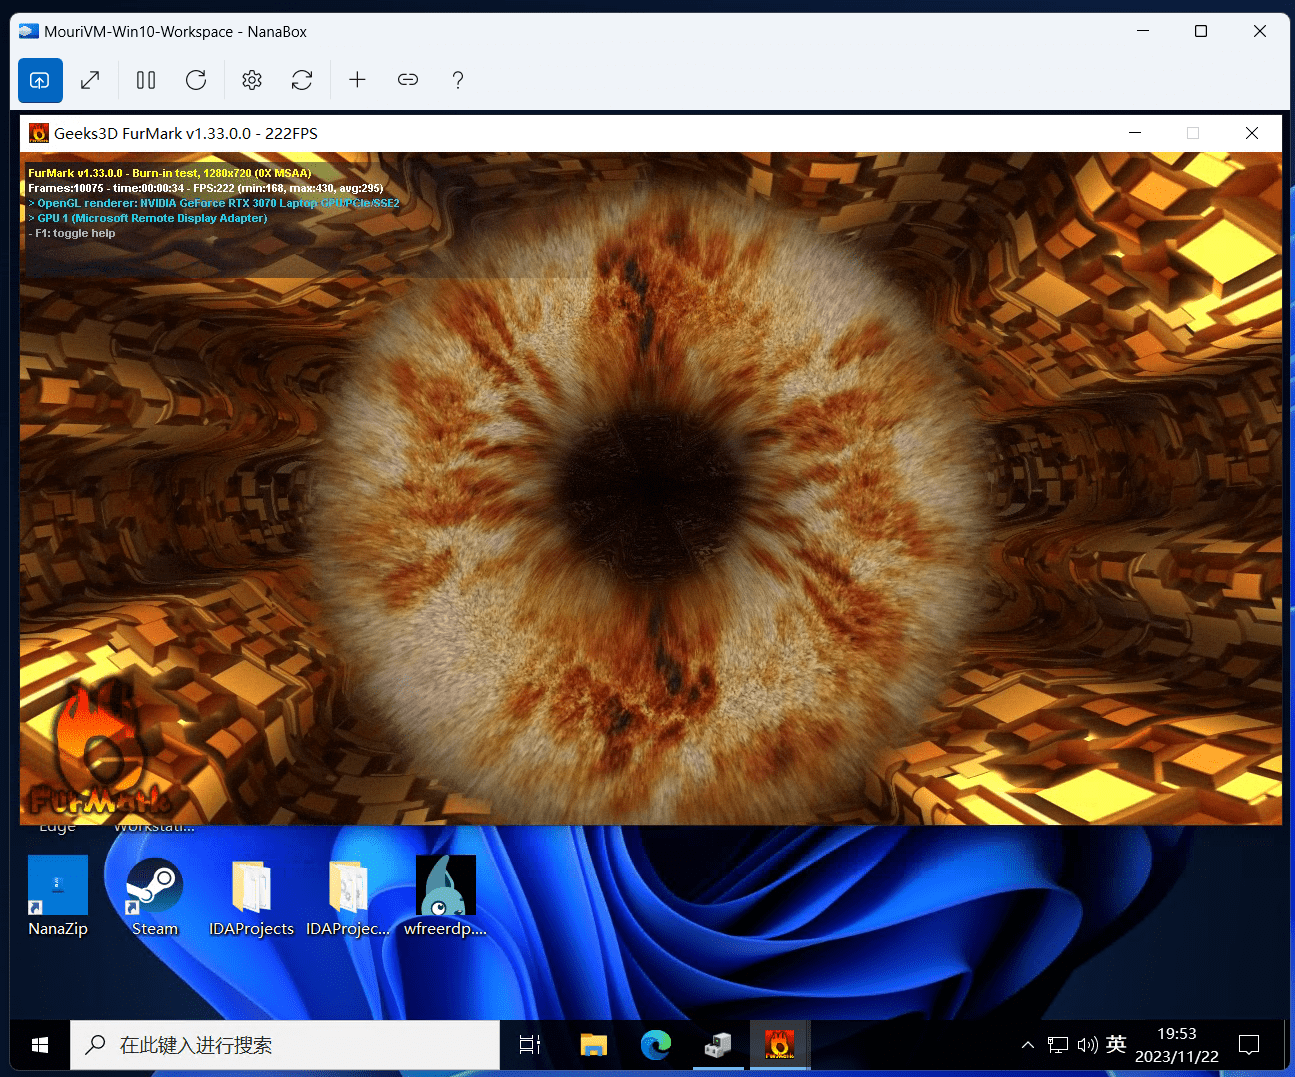 MouriVM-Win10-Workspace - NanaBox
Geeks3D FurMark v1.33.0.0 - 222FPS
FurMark v1.33.0.0 - Burn-in test, 1280x720 (0X MSAA)
Frames:10075 - time:00:00:34 - FPS:222 (min:168, max:430, avg:295)
> OpenGL renderer: NVIDIA GeForce RTX 3070 Laptop GPU/PCIe/SSE2
> GPU 1 (Microsoft Remote Display Adapter)
- F1: toggle help
FurMark
Edge Workstati...
NanaZip Steam IDAProjects IDAProjec... wfreerdp....
在此键入进行搜索
英
19:53
2023/11/22